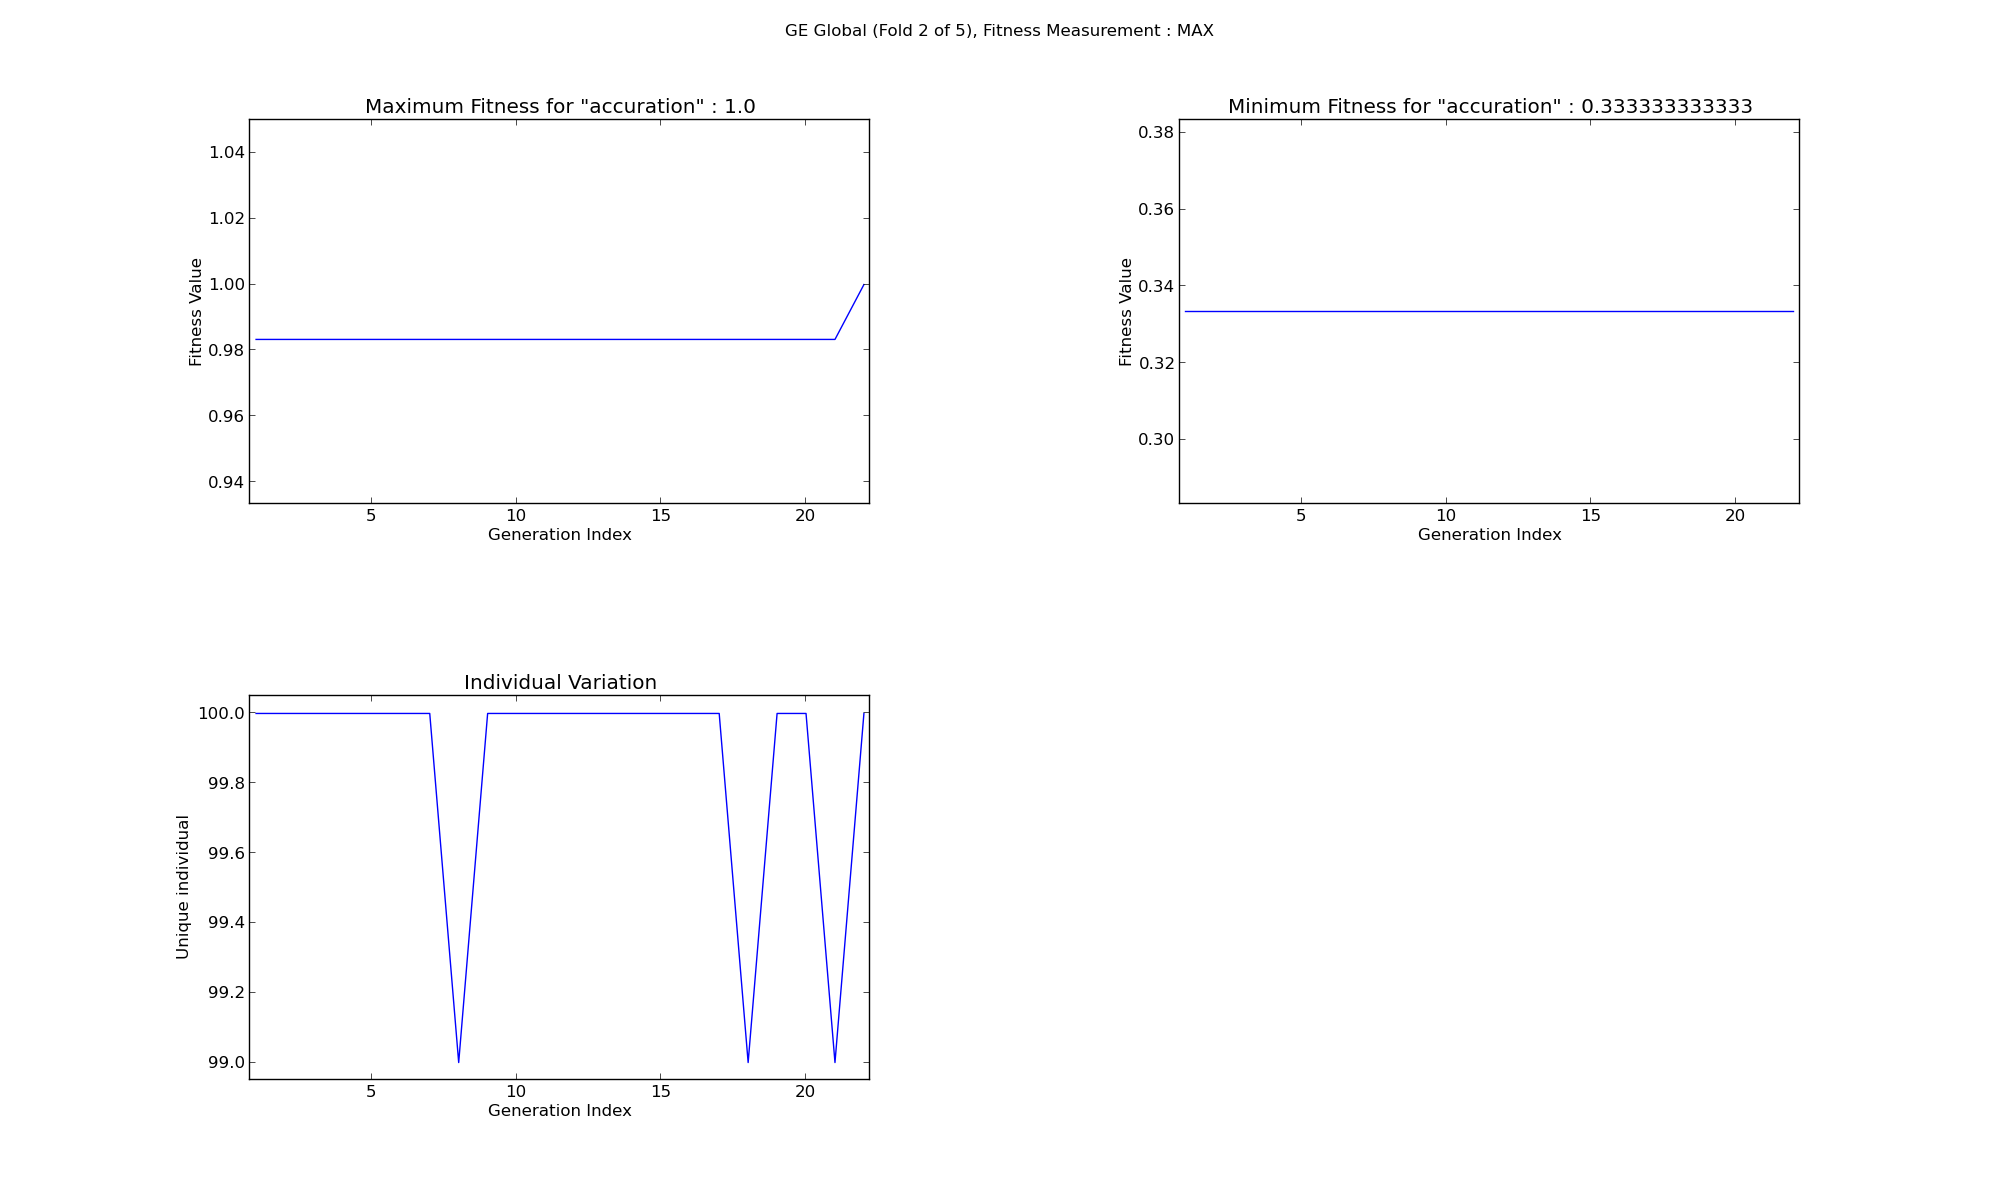 GE Global (Fold 2 of 5), Fitness Measurement : MAX
Maximum Fitness for "accuration" : 1.0
1.04
1.02
1.00
0.98
0.96
0.94
Fitness Value
5 10 15 20
Generation Index
Minimum Fitness for "accuration" : 0.333333333333
0.38
0.36
0.34
0.32
0.30
Fitness Value
5 10 15 20
Generation Index
Individual Variation
100.0
99.8
99.6
99.4
99.2
99.0
Unique individual
5 10 15 20
Generation Index